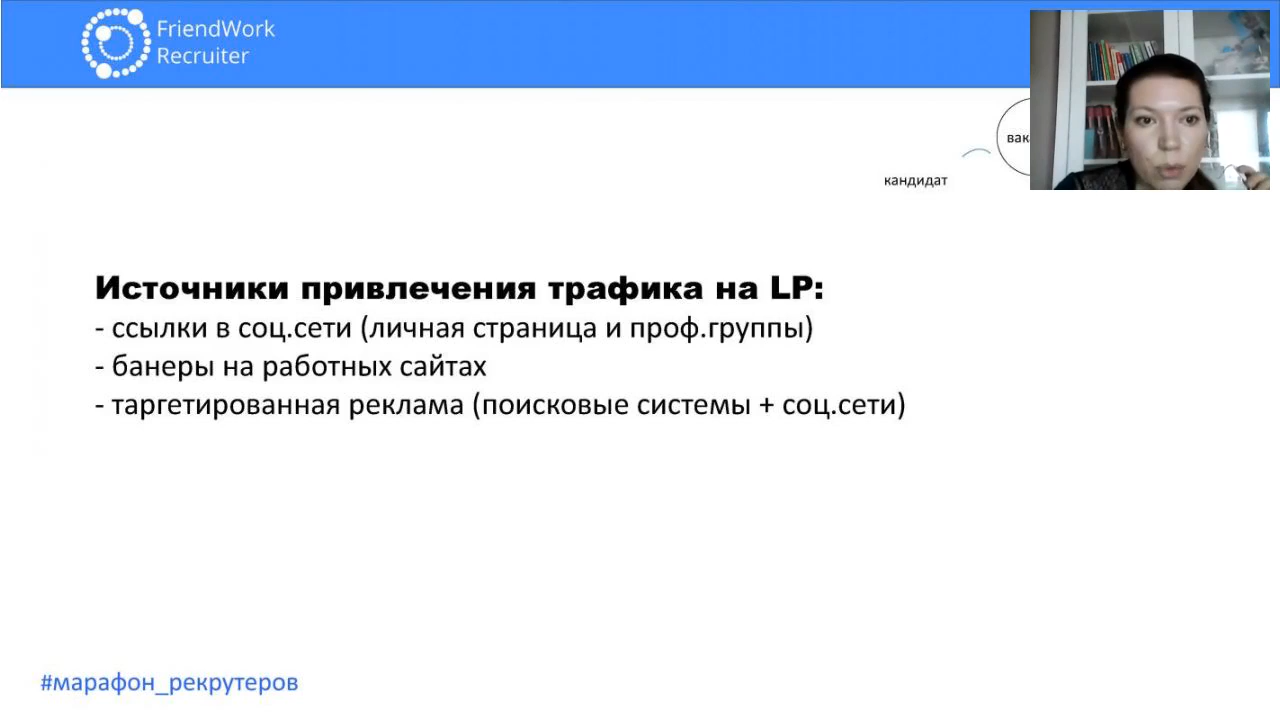 FriendWork
Recruiter
кандидат
Источники привлечения трафика на LP:
- ссылки в соц.сети (личная страница и проф.группы)
- банеры на работных сайтах
- таргетированная реклама (поисковые системы + соц.сети)
#марафон_рекрутеров